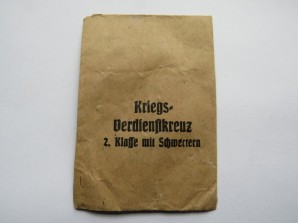 Kriegs-
Verdienstkreuz
2. Klasse mit Schwertern